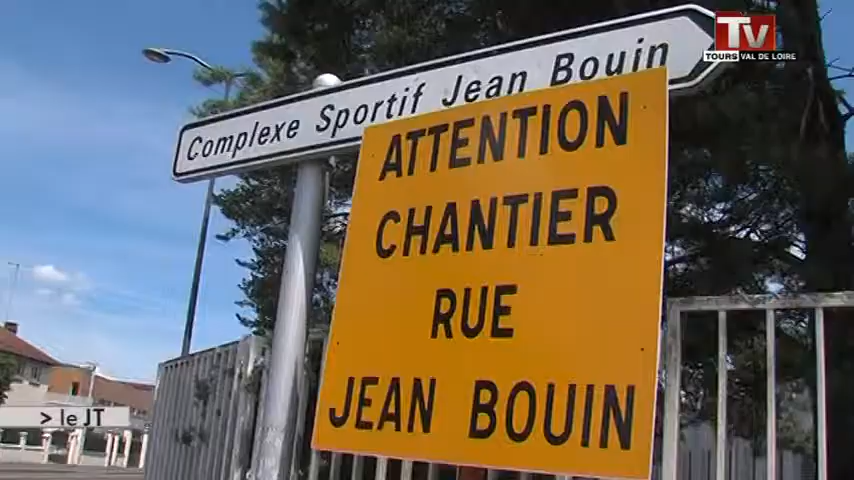 TV
TOURS VAL DE LOIRE
Complexe Sportif Jean Bouin
ATTENTION
CHANTIER
RUE
JEAN BOUIN
> le JT